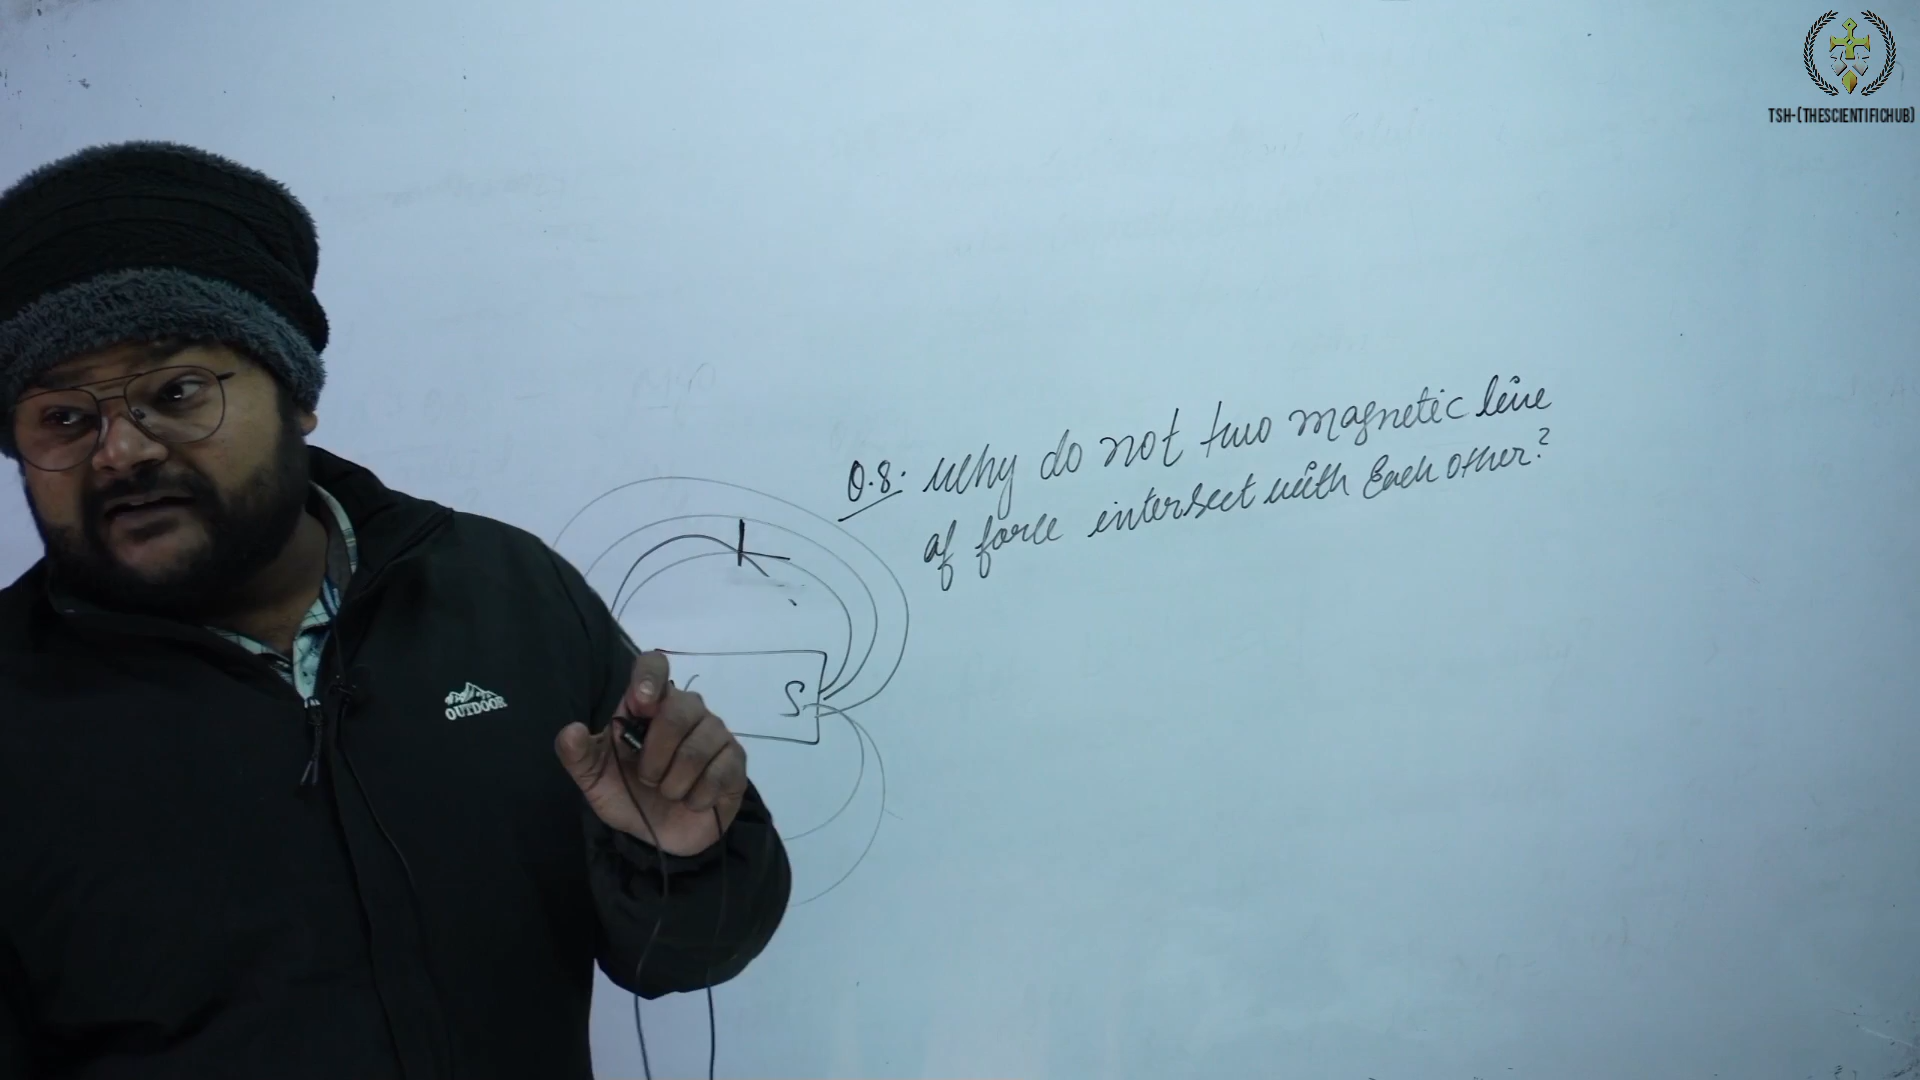 TSH-(THESCIENTIFICHUB)
Q.8. Why do not two magnetic line
of force intersect with Each other?
S
OUTDOOR